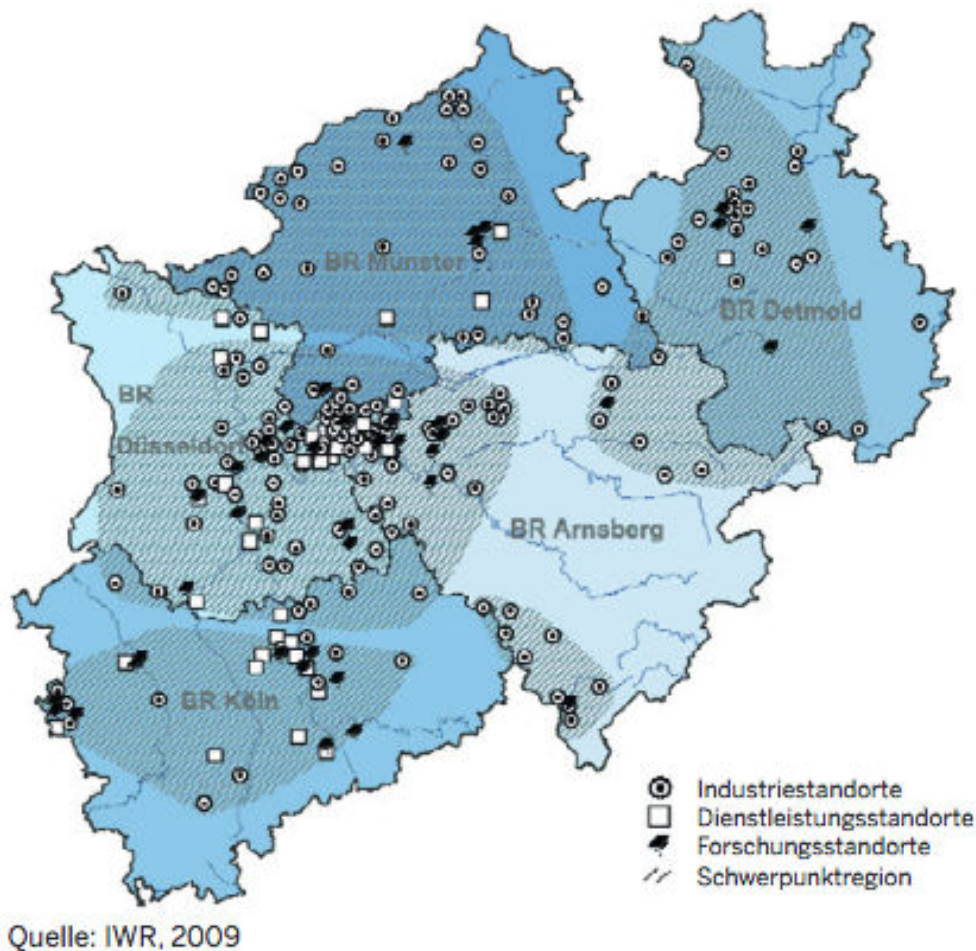 BR Münster
BR Detmold
BR
Düsseldorf
BR Arnsberg
BR Köln
Industriestandorte
Dienstleistungsstandorte
Forschungsstandorte
Schwerpunktregion
Quelle: IWR, 2009